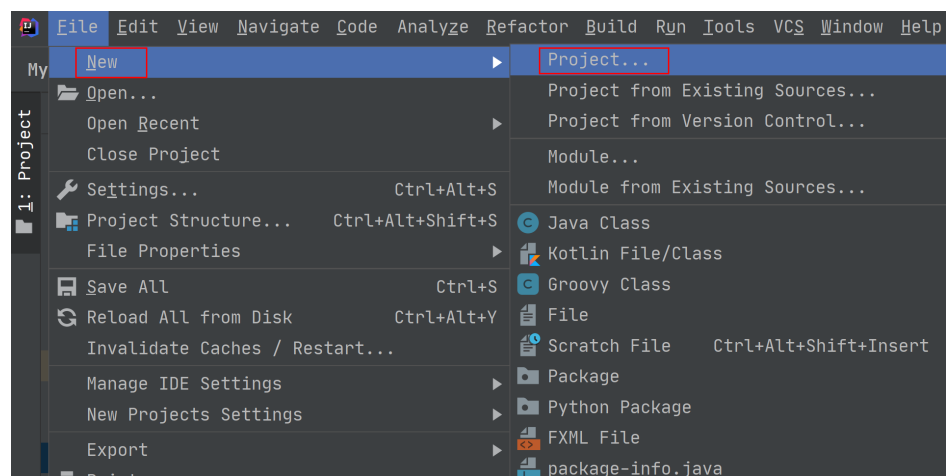 File Edit View Navigate Code Analyze Refactor Build Run Tools VCS Window Help
My
1: Project
New
Open...
Open Recent
Close Project
Settings... Ctrl+Alt+S
Project Structure... Ctrl+Alt+Shift+S
File Properties
Save All Ctrl+S
Reload All from Disk Ctrl+Alt+Y
Invalidate Caches / Restart...
Manage IDE Settings
New Projects Settings
Export
Project...
Project from Existing Sources...
Project from Version Control...
Module...
Module from Existing Sources...
Java Class
Kotlin File/Class
Groovy Class
File
Scratch File Ctrl+Alt+Shift+Insert
Package
Python Package
FXML File
package-info.java